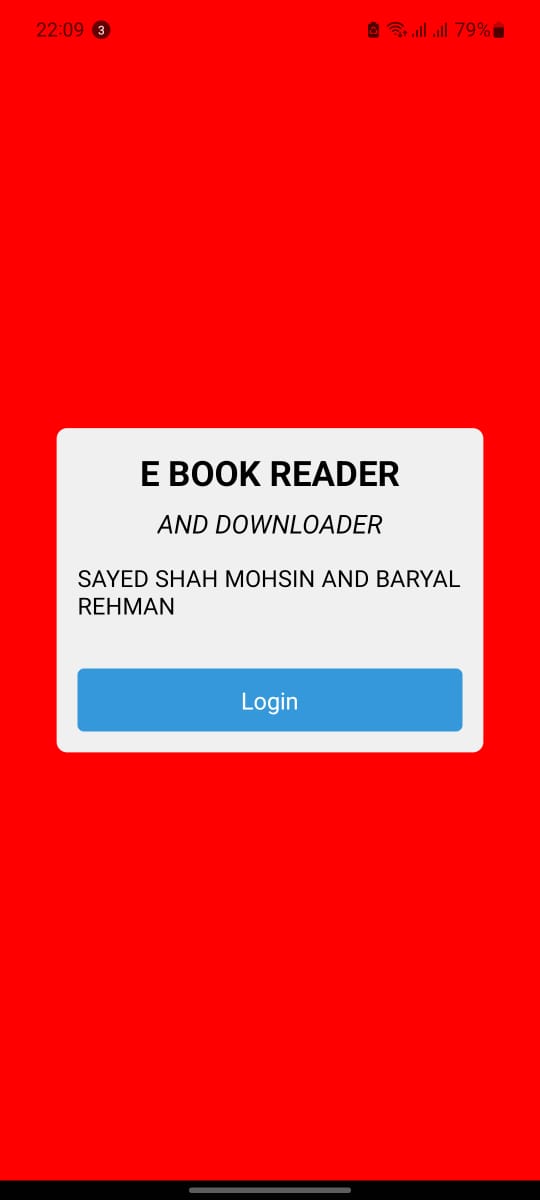 22:09 3 79%
E BOOK READER
AND DOWNLOADER
SAYED SHAH MOHSIN AND BARYAL
REHMAN
Login